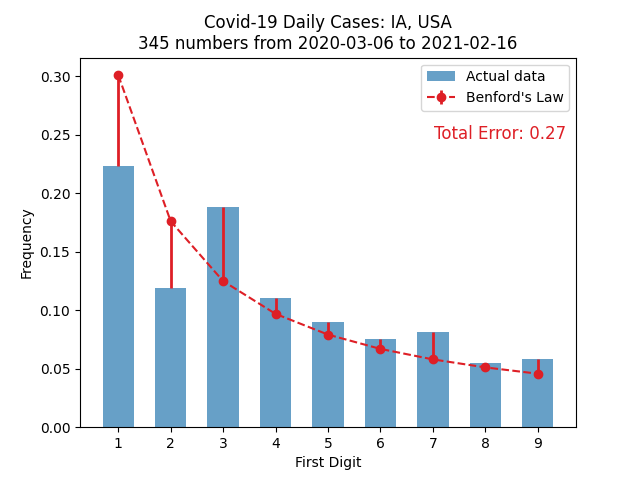 Covid-19 Daily Cases: IA, USA
345 numbers from 2020-03-06 to 2021-02-16
Actual data
Benford's Law
Total Error: 0.27
Frequency
0.30
0.25
0.20
0.15
0.10
0.05
0.00
1 2 3 4 5 6 7 8 9
First Digit